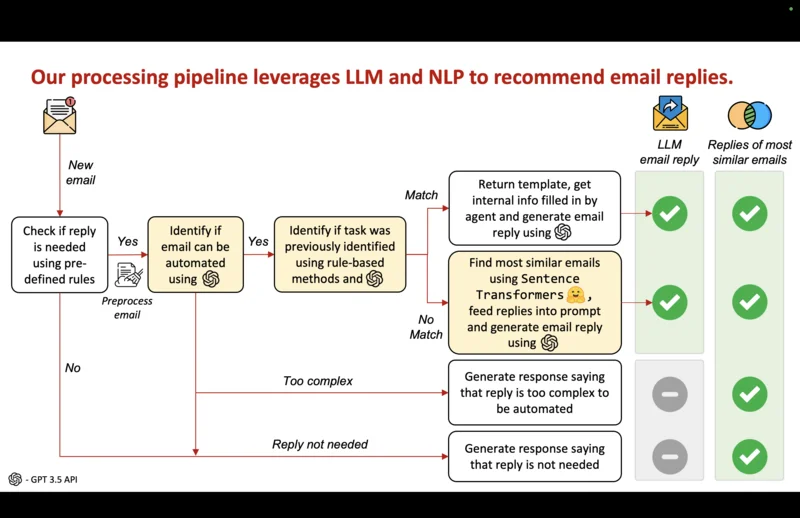 Our processing pipeline leverages LLM and NLP to recommend email replies.
1
LLM
email reply
Replies of most
similar emails
New
email
Check if reply
is needed
using pre-
defined rules
Yes
Preprocess
email
Identify if
email can be
automated
using
Yes
Identify if task was
previously identified
using rule-based
methods and
Match
Return template, get
internal info filled in by
agent and generate email
reply using
No
Match
Find most similar emails
using Sentence
Transformers ,
feed replies into prompt
and generate email reply
using
No
Too complex
Generate response saying
that reply is too complex to
be automated
Reply not needed
Generate response saying
that reply is not needed
- GPT 3.5 API